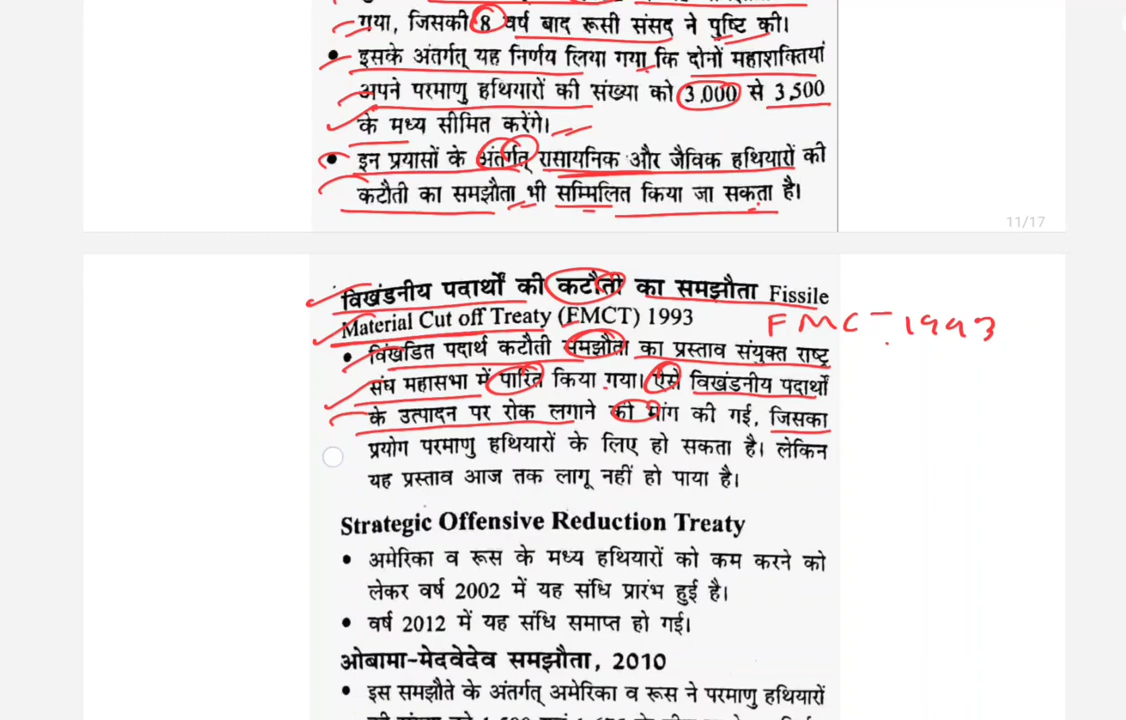 गया, जिसकी 8 वर्ष बाद रूसी संसद ने पुष्टि की।
• इसके अंतर्गत् यह निर्णय लिया गया कि दोनों महाशक्तियां
अपने परमाणु हथियारों की संख्या को 3,000 से 3,500
के मध्य सीमित करेंगे।
• इन प्रयासों के अंतर्गत् रासायनिक और जैविक हथियारों की
कटौती का समझौता भी सम्मिलित किया जा सकता है।
11/17
विखंडनीय पदार्थों की कटौती का समझौता Fissile
Material Cut off Treaty (FMCT) 1993
FMC - 1993
• विखंडित पदार्थ कटौती समझौता का प्रस्ताव संयुक्त राष्ट्र
संघ महासभा में पारित किया गया। ऐसे विखंडनीय पदार्थों
के उत्पादन पर रोक लगाने की मांग की गई, जिसका
प्रयोग परमाणु हथियारों के लिए हो सकता है। लेकिन
यह प्रस्ताव आज तक लागू नहीं हो पाया है।
Strategic Offensive Reduction Treaty
• अमेरिका व रूस के मध्य हथियारों को कम करने को
लेकर वर्ष 2002 में यह संधि प्रारंभ हुई है।
• वर्ष 2012 में यह संधि समाप्त हो गई।
ओबामा-मेदवेदेव समझौता, 2010
• इस समझौते के अंतर्गत् अमेरिका व रूस ने परमाणु हथियारों